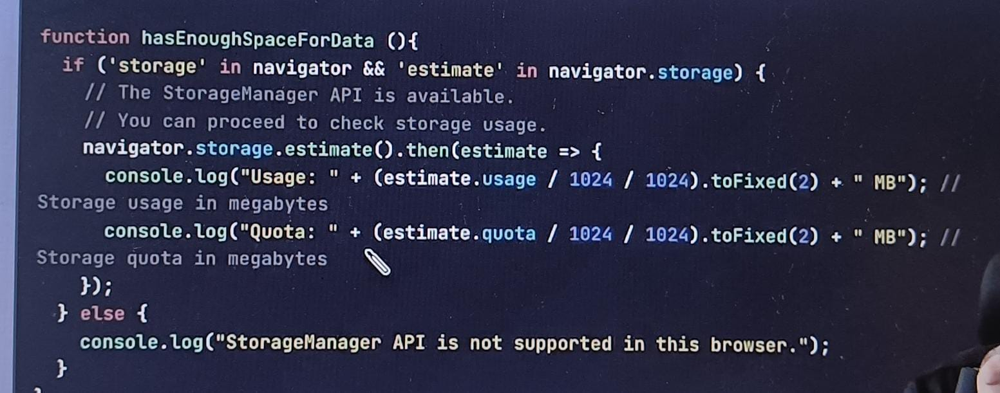 function hasEnoughSpaceForData (){
if ('storage' in navigator && 'estimate' in navigator.storage) {
// The StorageManager API is available.
// You can proceed to check storage usage.
navigator.storage.estimate().then(estimate => {
console.log("Usage: " + (estimate.usage / 1024 / 1024).toFixed(2) + " MB"); //
Storage usage in megabytes
console.log("Quota: " + (estimate.quota / 1024 / 1024).toFixed(2) + " MB"); //
Storage quota in megabytes
});
} else {
console.log("StorageManager API is not supported in this browser.");
}
}